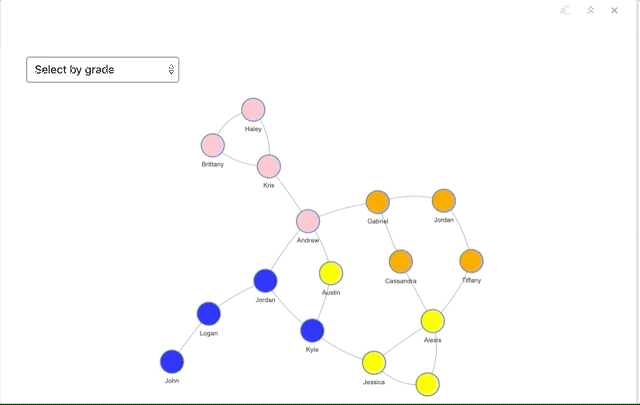 Select by grade
Haley
Brittany
Kris
Gabriel
Jordan
Andrew
Cassandra
Tiffany
Austin
Jordan
Logan
Alexis
Kyle
John
Jessica